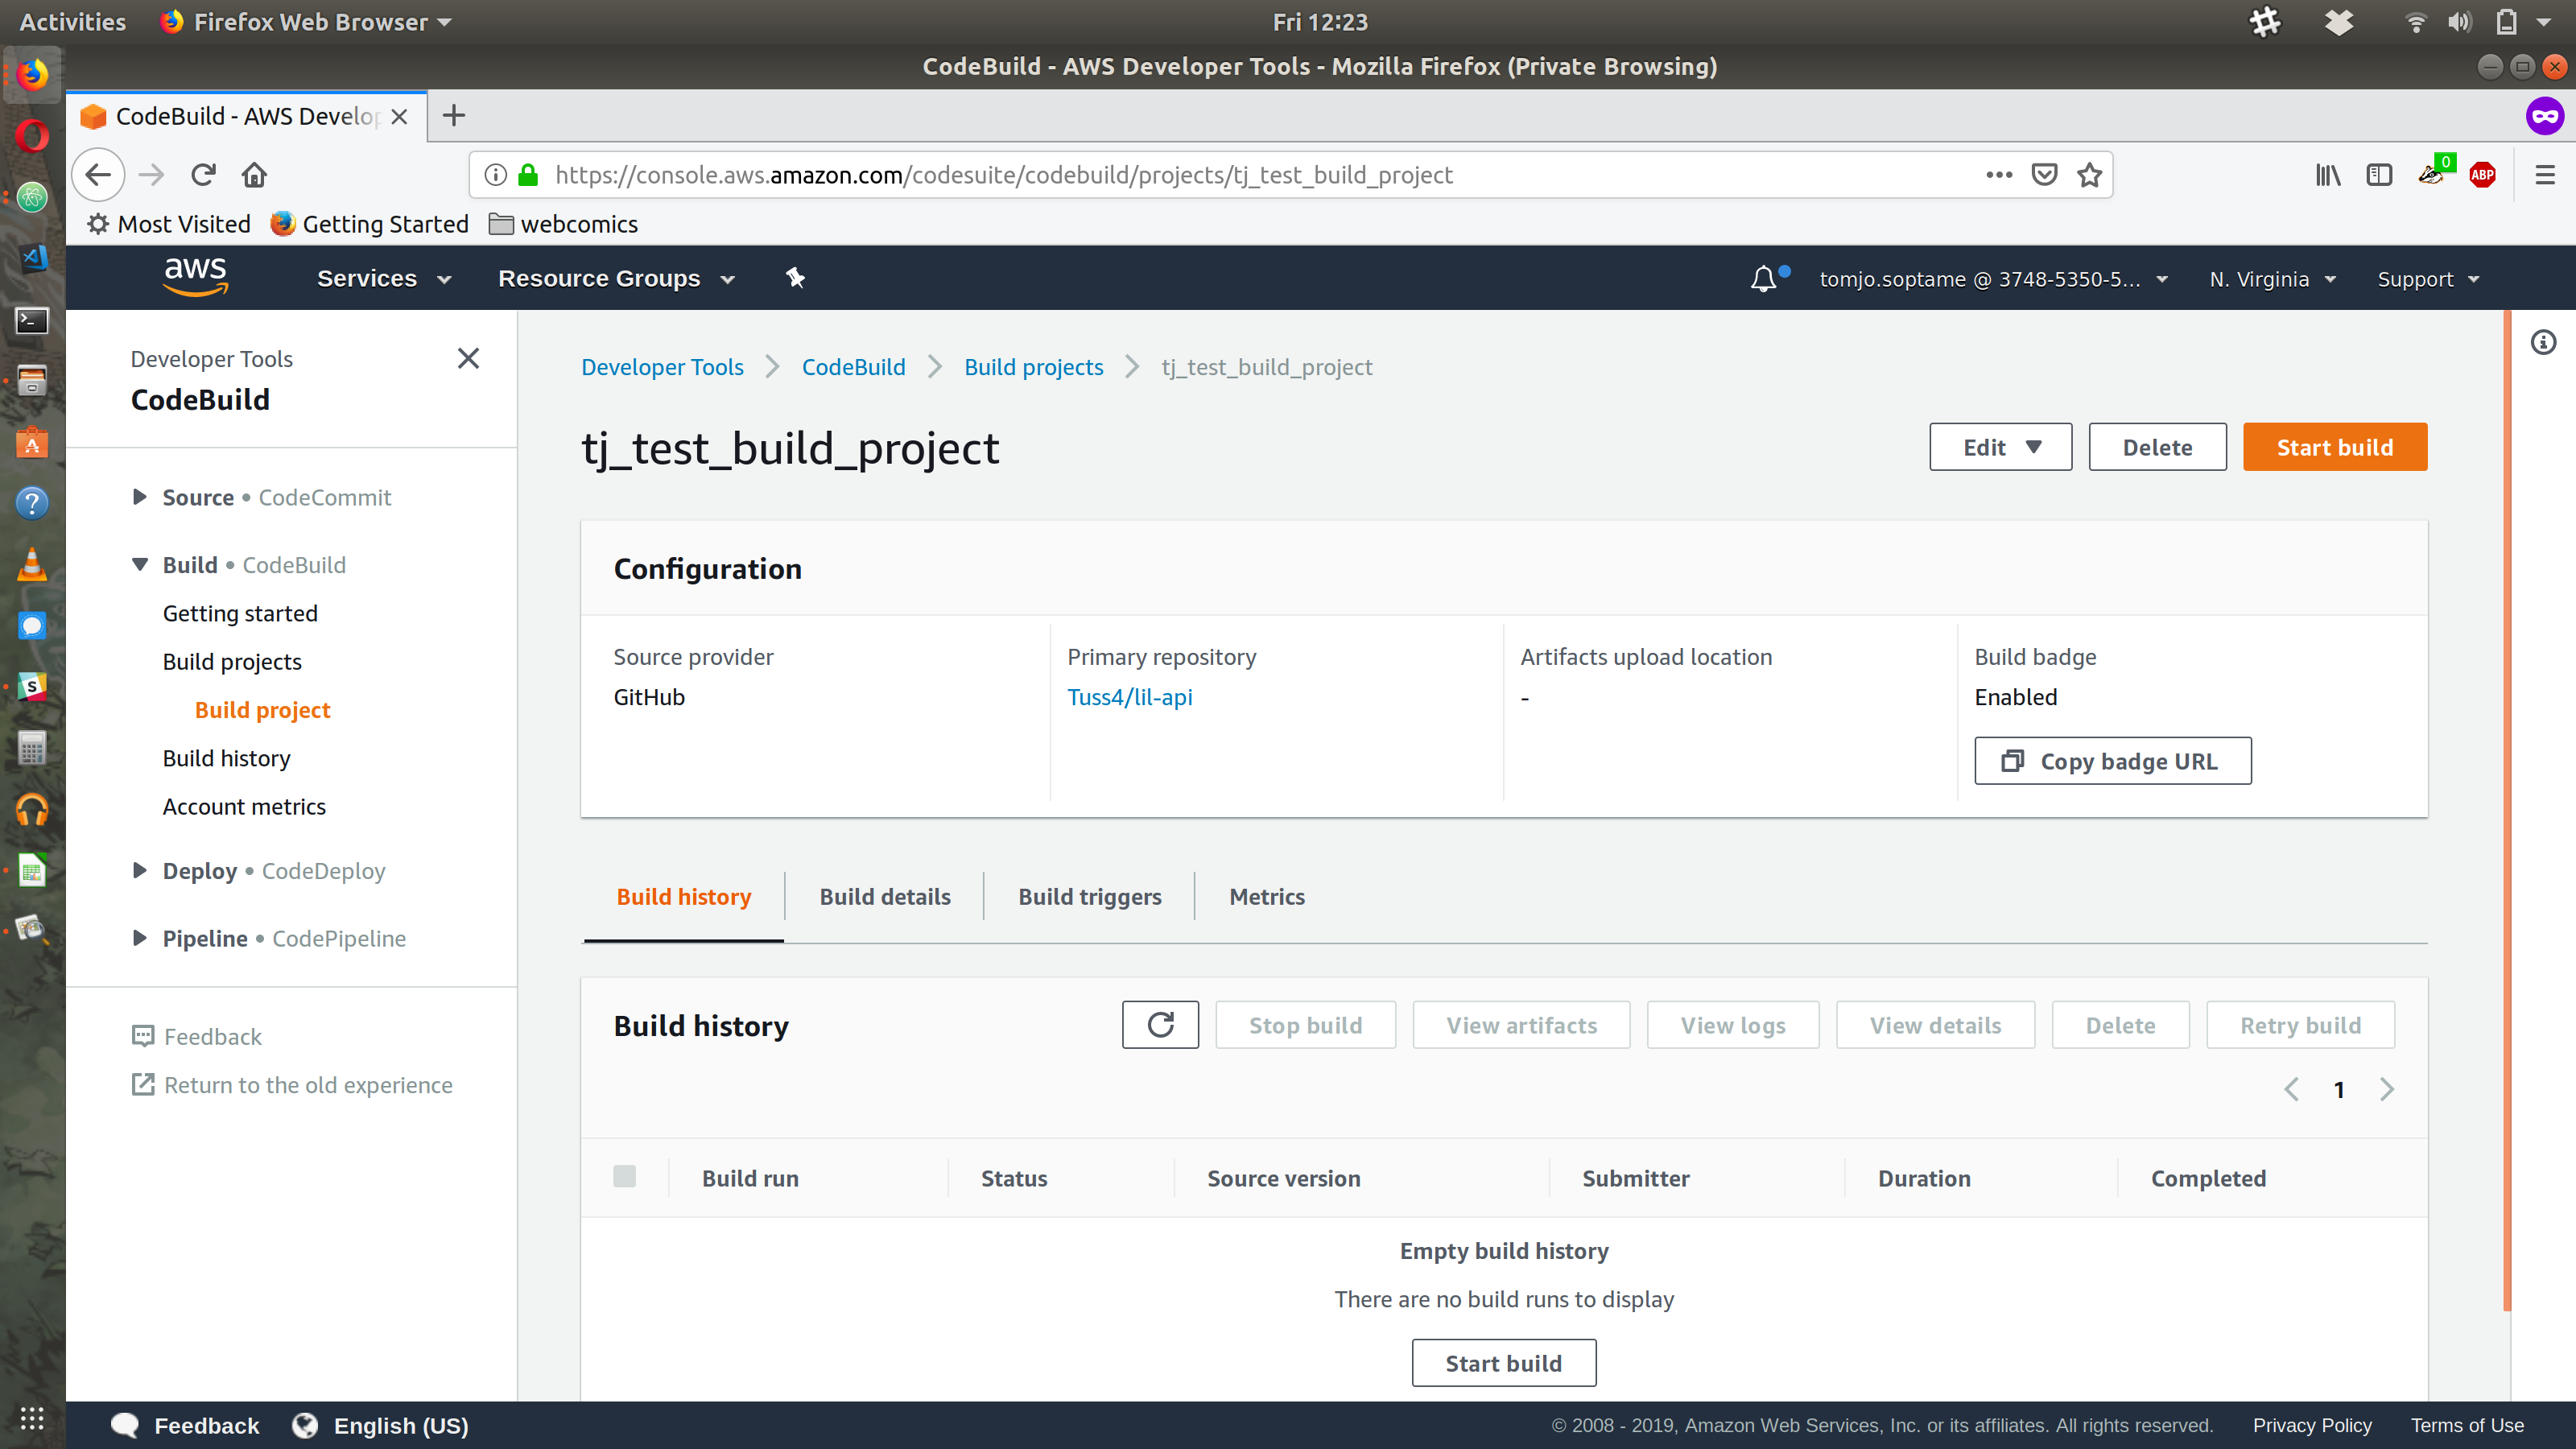 Activities Firefox Web Browser Fri 12:23
CodeBuild - AWS Developer Tools - Mozilla Firefox (Private Browsing)
CodeBuild - AWS Develop
https://console.aws.amazon.com/codesuite/codebuild/projects/tj_test_build_project
0 ABP
Most Visited Getting Started webcomics
aws Services Resource Groups tomjo.soptame @ 3748-5350-5... N. Virginia Support
Developer Tools
CodeBuild
Source • CodeCommit
Build • CodeBuild
Getting started
Build projects
Build project
Build history
Account metrics
Deploy • CodeDeploy
Pipeline • CodePipeline
Feedback
Return to the old experience
Developer Tools CodeBuild Build projects tj_test_build_project
tj_test_build_project
Edit Delete Start build
Configuration
Source provider
GitHub
Primary repository
Tuss4/lil-api
Artifacts upload location
-
Build badge
Enabled
Copy badge URL
Build history Build details Build triggers Metrics
Build history
Stop build View artifacts View logs View details Delete Retry build
1
Build run Status Source version Submitter Duration Completed
Empty build history
There are no build runs to display
Start build
Feedback English (US) © 2008 - 2019, Amazon Web Services, Inc. or its affiliates. All rights reserved. Privacy Policy Terms of Use